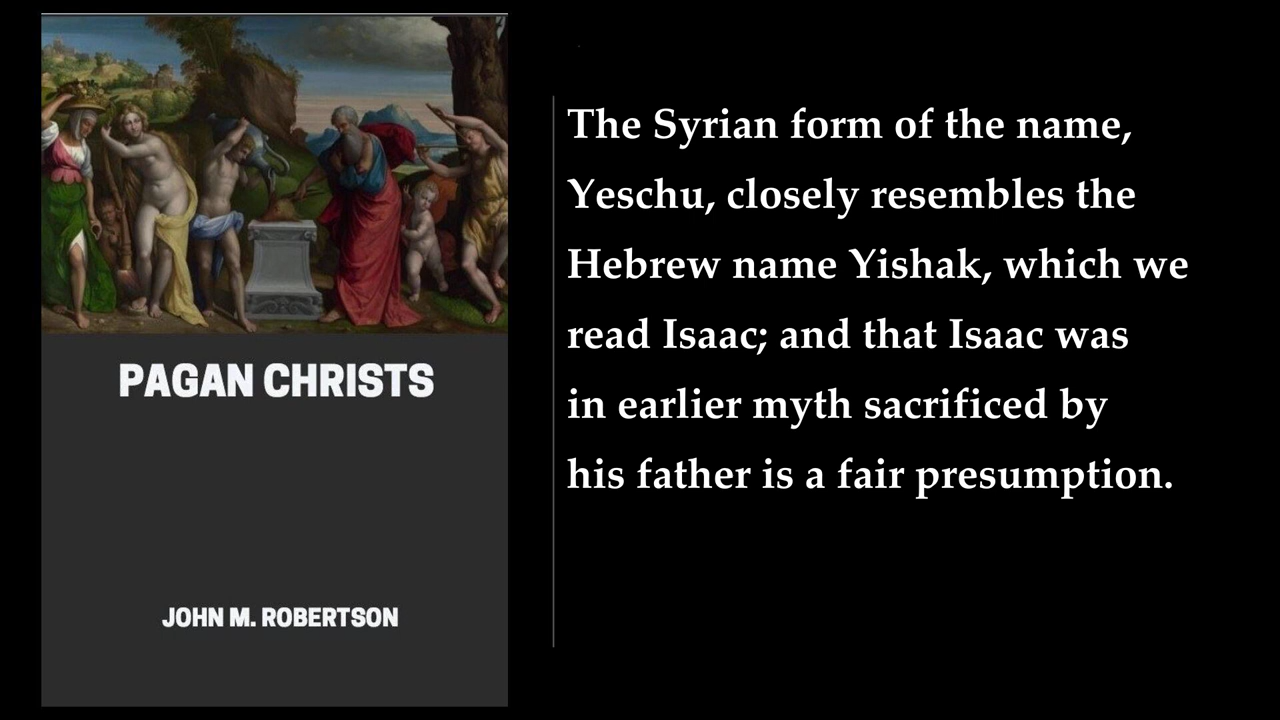 PAGAN CHRISTS
JOHN M. ROBERTSON
The Syrian form of the name,
Yeschu, closely resembles the
Hebrew name Yishak, which we
read Isaac; and that Isaac was
in earlier myth sacrificed by
his father is a fair presumption.